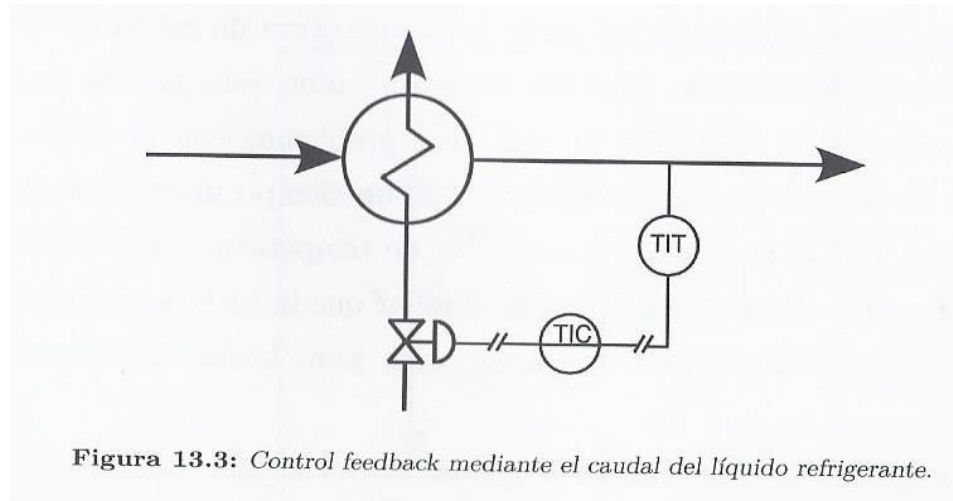 TIT
TIC
Figura 13.3: Control feedback mediante el caudal del líquido refrigerante.